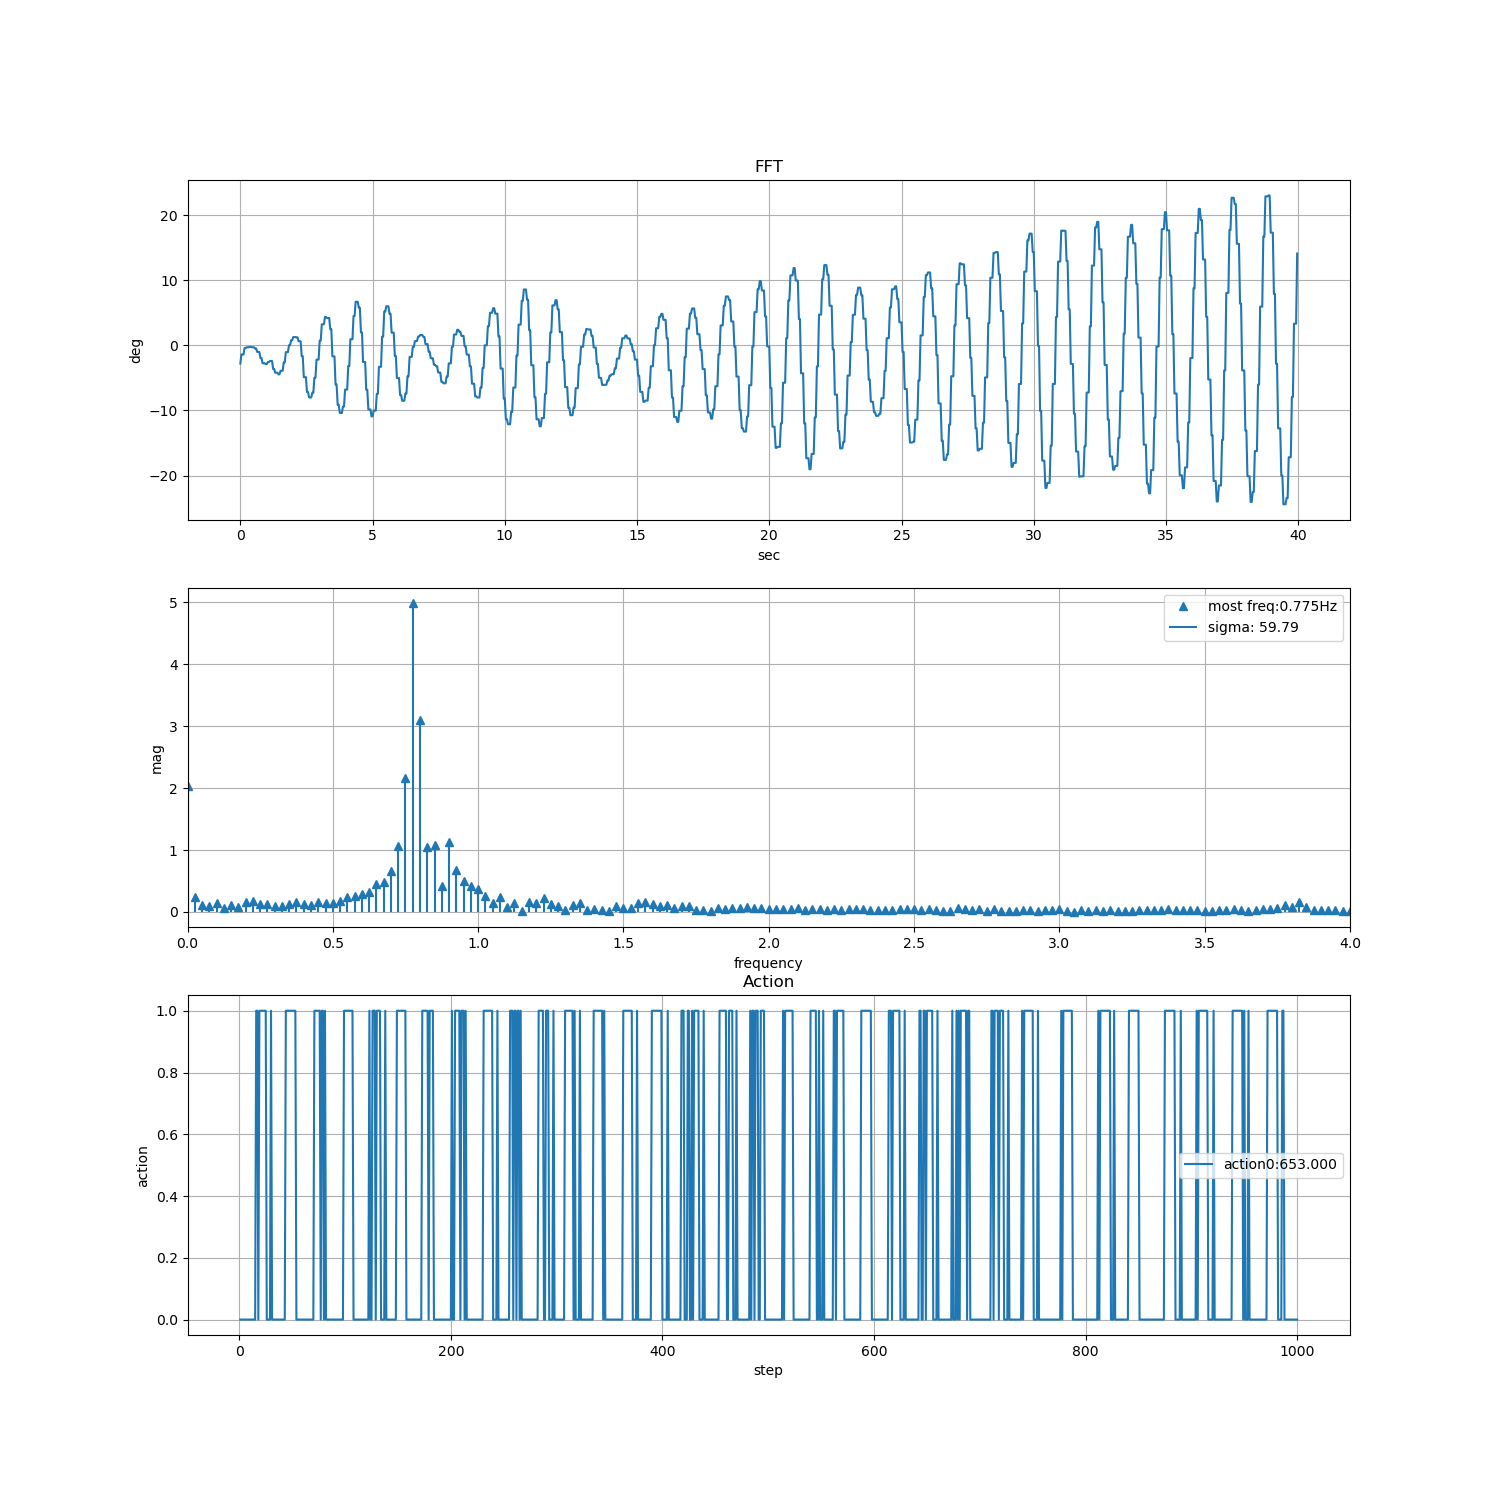 FFT
20
10
0
−10
−20
deg
0 5 10 15 20 25 30 35 40
sec
most freq:0.775Hz
sigma: 59.79
5
4
3
2
1
0
mag
0.0 0.5 1.0 1.5 2.0 2.5 3.0 3.5 4.0
frequency
Action
1.0
0.8
0.6
0.4
0.2
0.0
action
action0:653.000
0 200 400 600 800 1000
step